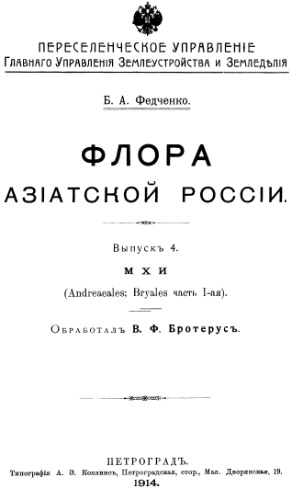 ПЕРЕСЕЛЕНЧЕСКОЕ УПРАВЛЕНІЕ
ГЛАВНАГО УПРАВЛЕНІЯ ЗЕМЛЕУСТРОЙСТВА И ЗЕМЛЕДѢЛІЯ
Б. А. Федченко.
ФЛОРА
АЗІАТСКОЙ РОССІИ.
Выпускъ 4.
МХИ
(Andreaeales; Bryales часть I-ая).
ОБРАБОТАЛЪ В. Ф. Бротерусъ.
ПЕТРОГРАДЪ.
Типографія А. Э. Коллинсъ, Петроградская стор., Мал. Дворянская, 19.
1914.